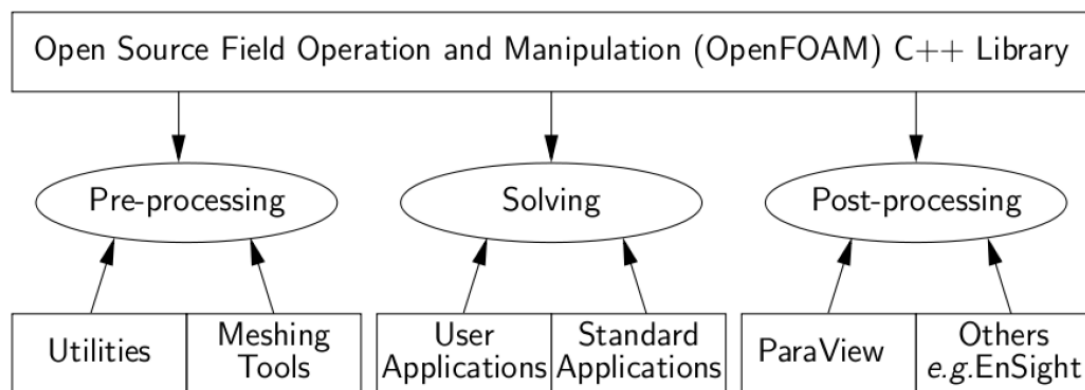 Open Source Field Operation and Manipulation (OpenFOAM) C++ Library
Pre-processing
Solving
Post-processing
Utilities
Meshing
Tools
User
Applications
Standard
Applications
ParaView
Others
e.g.EnSight